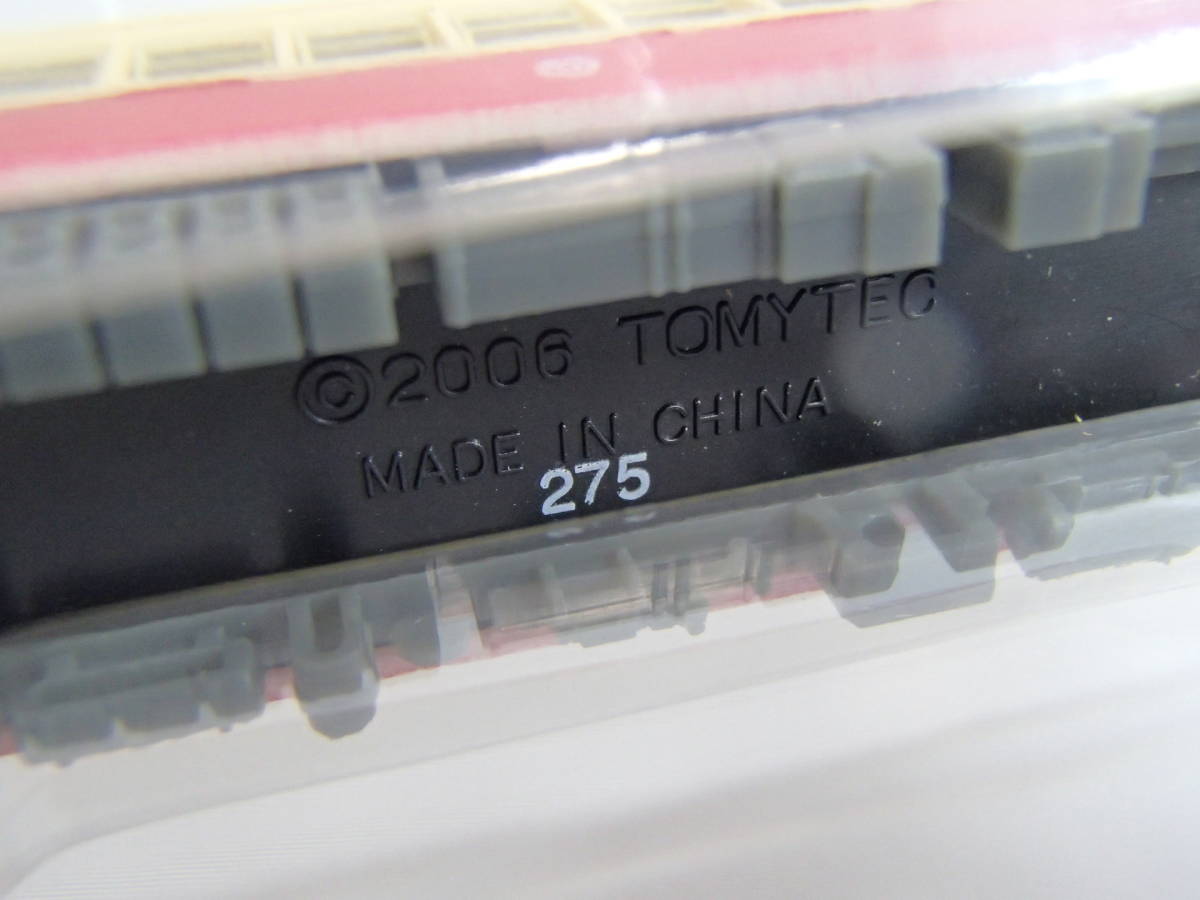 ©2006 TOMYTEC
MADE IN CHINA
275